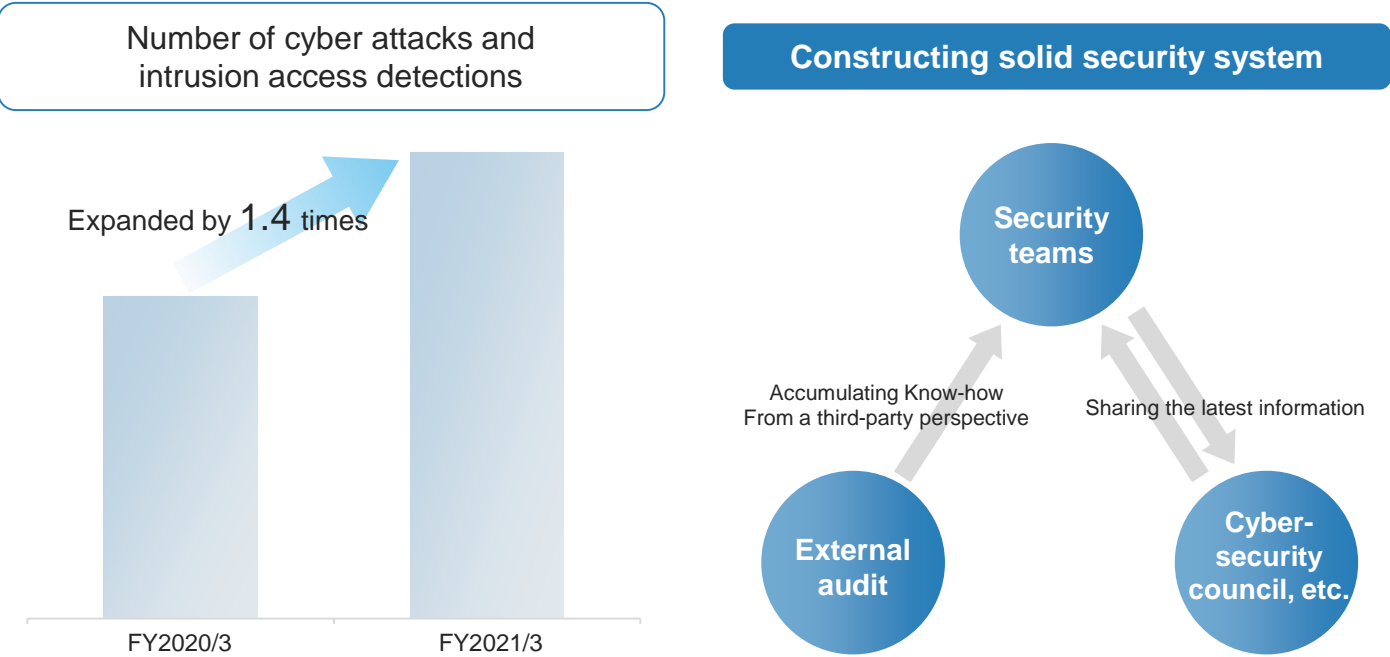 Number of cyber attacks and
intrusion access detections
Expanded by 1.4 times
FY2020/3
FY2021/3
Constructing solid security system
Security
teams
Accumulating Know-how
From a third-party perspective
Sharing the latest information
External
audit
Cyber-
security
council, etc.